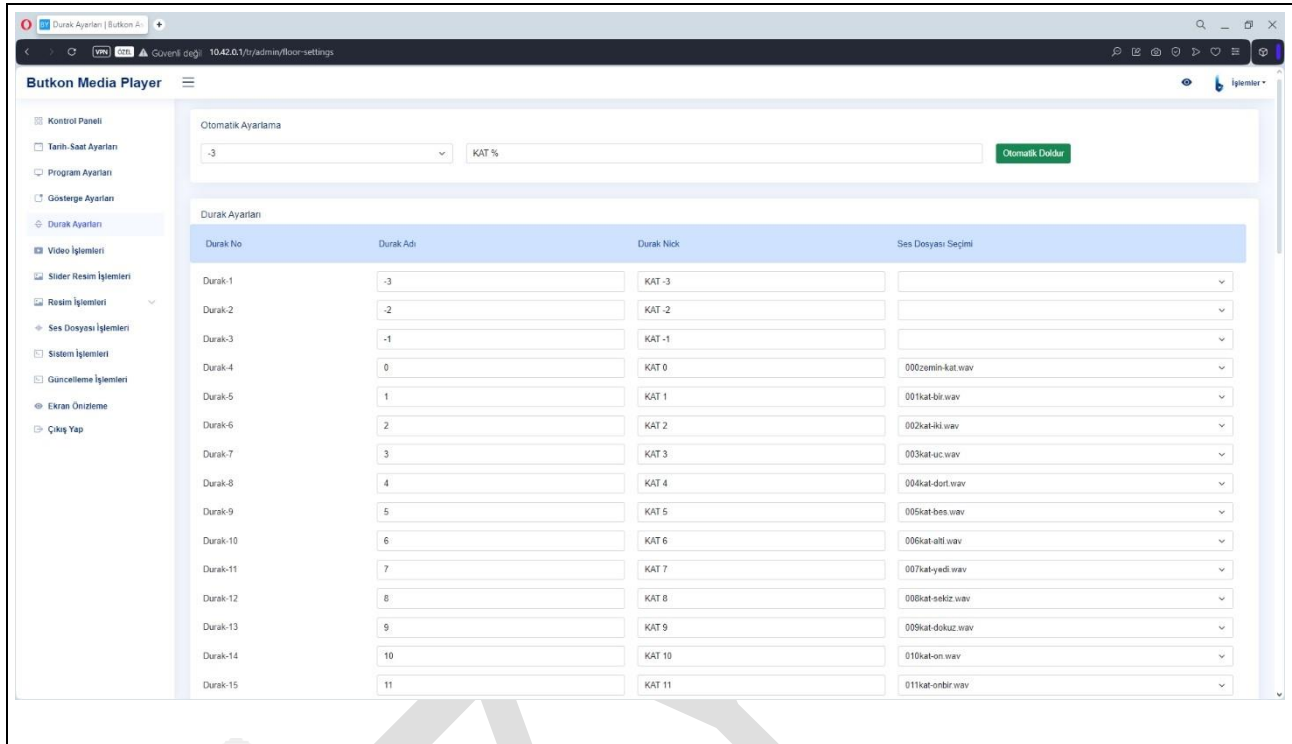 BY Durak Ayarları | Butkon A
VPN ÖZEL Güvenli değil 10.42.0.1/tr/admin/floor-settings
Butkon Media Player
İşlemler
Kontrol Paneli
Tarih-Saat Ayarları
Program Ayarları
Gösterge Ayarları
Durak Ayarları
Video İşlemleri
Slider Resim İşlemleri
Resim İşlemleri
Ses Dosyası İşlemleri
Sistem İşlemleri
Güncelleme İşlemleri
Ekran Önizleme
Çıkış Yap
Otomatik Ayarlama
-3 KAT % Otomatik Doldur
Durak Ayarları
Durak No Durak Adı Durak Nick Ses Dosyası Seçimi
Durak-1 -3 KAT -3
Durak-2 -2 KAT -2
Durak-3 -1 KAT -1
Durak-4 0 KAT 0 000zemin-kat.wav
Durak-5 1 KAT 1 001kat-bir.wav
Durak-6 2 KAT 2 002kat-iki.wav
Durak-7 3 KAT 3 003kat-uc.wav
Durak-8 4 KAT 4 004kat-dort.wav
Durak-9 5 KAT 5 005kat-bes.wav
Durak-10 6 KAT 6 006kat-alti.wav
Durak-11 7 KAT 7 007kat-yedi.wav
Durak-12 8 KAT 8 008kat-sekiz.wav
Durak-13 9 KAT 9 009kat-dokuz.wav
Durak-14 10 KAT 10 010kat-on.wav
Durak-15 11 KAT 11 011kat-onbir.wav